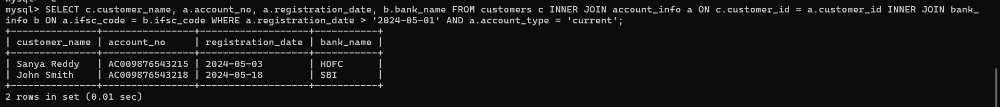 mysql> SELECT c.customer_name, a.account_no, a.registration_date, b.bank_name FROM customers c INNER JOIN account_info a ON c.customer_id = a.customer_id INNER JOIN bank_
info b ON a.ifsc_code = b.ifsc_code WHERE a.registration_date > '2024-05-01' AND a.account_type = 'current';
+---------------+----------------+-------------------+-----------+
| customer_name | account_no     | registration_date | bank_name |
+---------------+----------------+-------------------+-----------+
| Sanya Reddy   | AC009876543215 | 2024-05-03        | HDFC      |
| John Smith    | AC009876543218 | 2024-05-18        | SBI       |
+---------------+----------------+-------------------+-----------+
2 rows in set (0.01 sec)